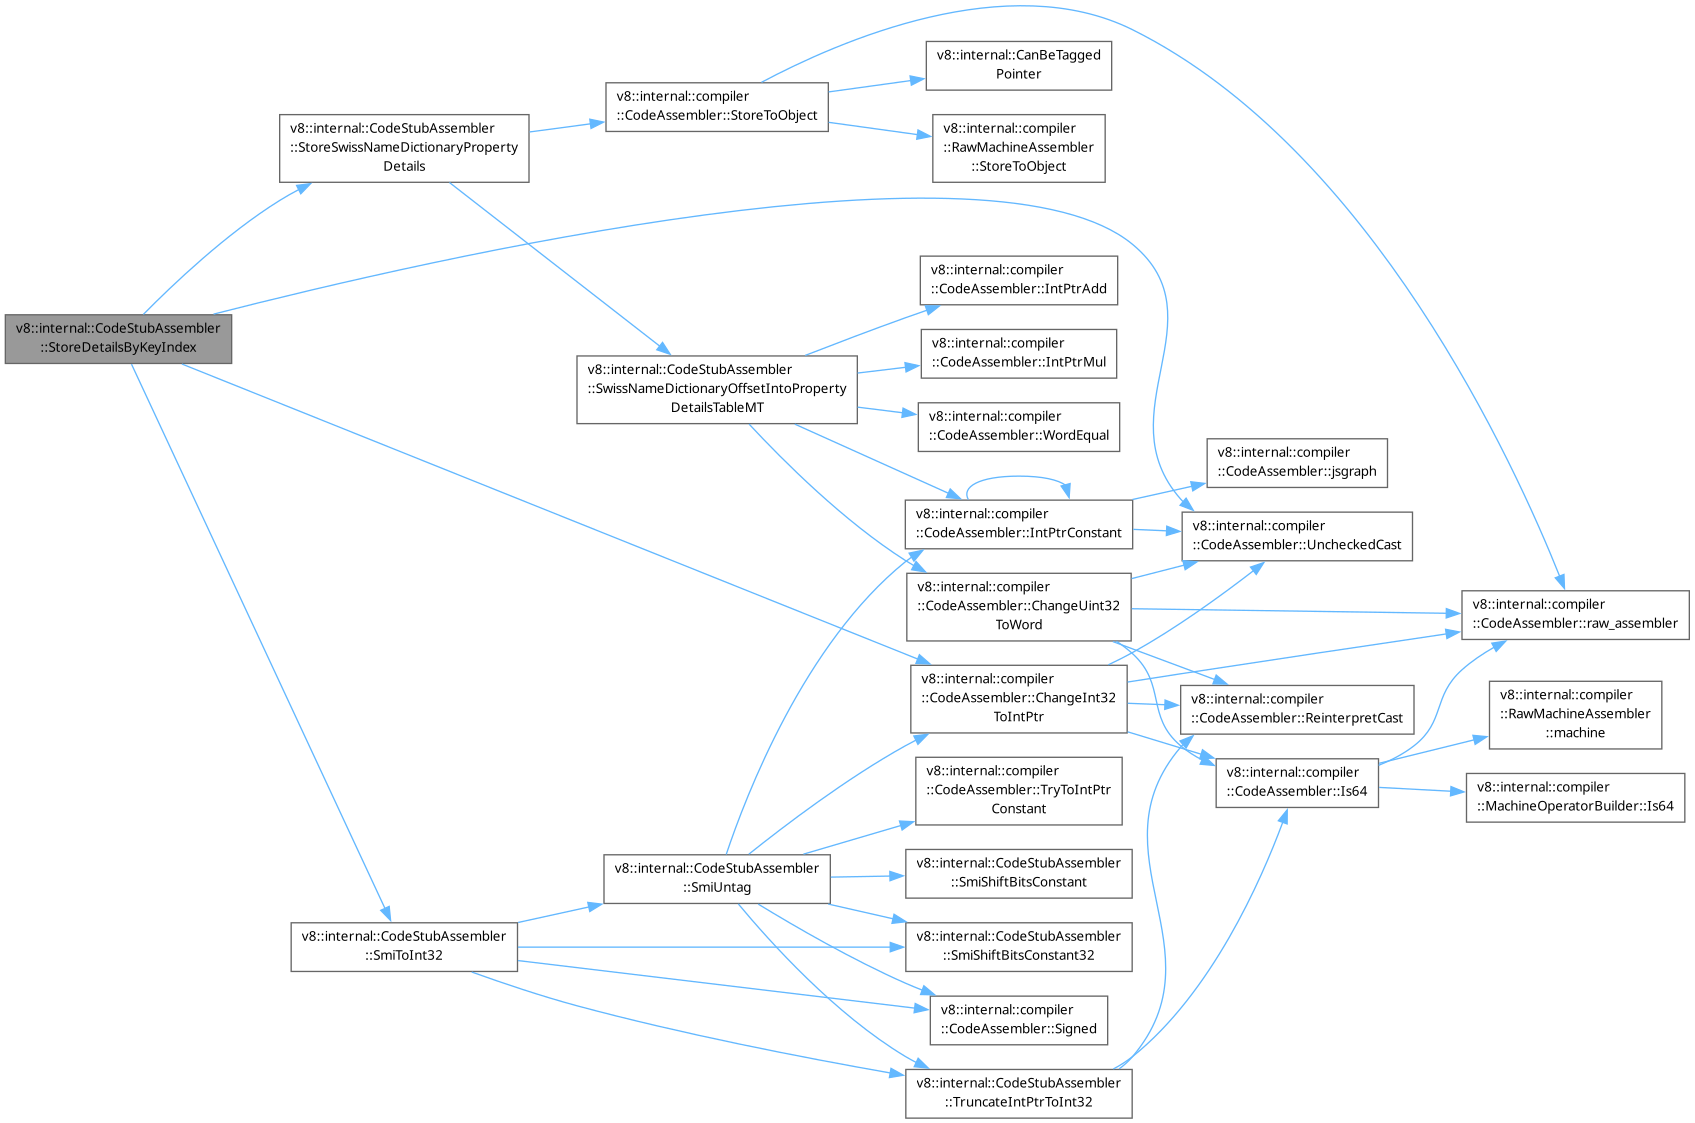 v8::internal::CodeStubAssembler
::StoreDetailsByKeyIndex
v8::internal::CodeStubAssembler
::StoreSwissNameDictionaryProperty
Details
v8::internal::CodeStubAssembler
::SmiToInt32
v8::internal::compiler
::CodeAssembler::StoreToObject
v8::internal::CodeStubAssembler
::SwissNameDictionaryOffsetIntoProperty
DetailsTableMT
v8::internal::CodeStubAssembler
::SmiUntag
v8::internal::CanBeTagged
Pointer
v8::internal::compiler
::RawMachineAssembler
::StoreToObject
v8::internal::compiler
::CodeAssembler::IntPtrAdd
v8::internal::compiler
::CodeAssembler::IntPtrMul
v8::internal::compiler
::CodeAssembler::WordEqual
v8::internal::compiler
::CodeAssembler::IntPtrConstant
v8::internal::compiler
::CodeAssembler::ChangeUint32
ToWord
v8::internal::compiler
::CodeAssembler::ChangeInt32
ToIntPtr
v8::internal::compiler
::CodeAssembler::TryToIntPtr
Constant
v8::internal::CodeStubAssembler
::SmiShiftBitsConstant
v8::internal::CodeStubAssembler
::SmiShiftBitsConstant32
v8::internal::compiler
::CodeAssembler::Signed
v8::internal::CodeStubAssembler
::TruncateIntPtrToInt32
v8::internal::compiler
::CodeAssembler::jsgraph
v8::internal::compiler
::CodeAssembler::UncheckedCast
v8::internal::compiler
::CodeAssembler::ReinterpretCast
v8::internal::compiler
::CodeAssembler::Is64
v8::internal::compiler
::CodeAssembler::raw_assembler
v8::internal::compiler
::RawMachineAssembler
::machine
v8::internal::compiler
::MachineOperatorBuilder::Is64